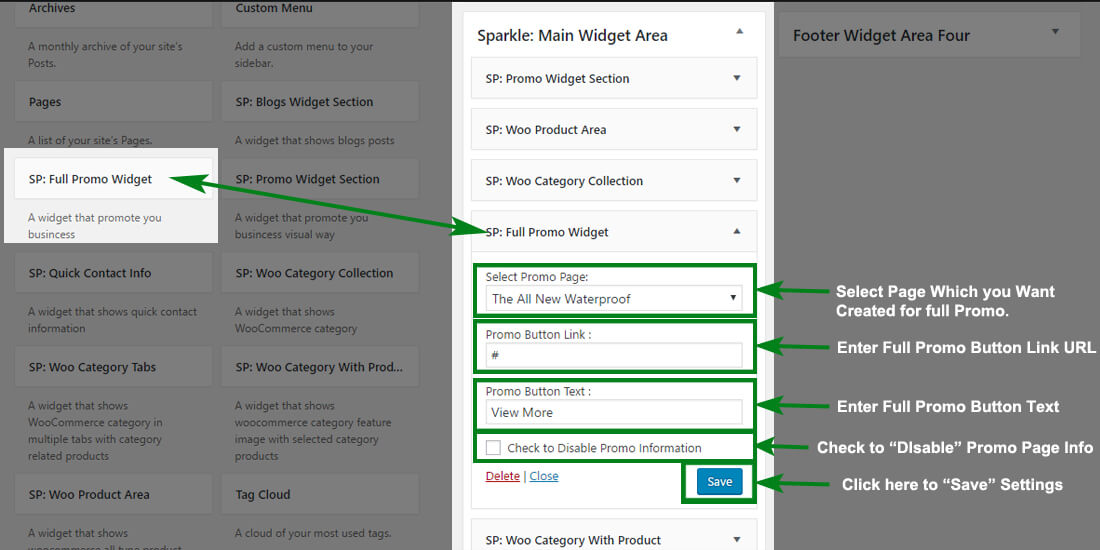 Archives
Custom Menu
A monthly archive of your site's
Posts.
Add a custom menu to your
sidebar.
Pages
SP: Blogs Widget Section
A list of your site's Pages.
A widget that shows blogs posts
SP: Full Promo Widget
SP: Promo Widget Section
A widget that promote you
business
A widget that promote you
business visual way
SP: Quick Contact Info
SP: Woo Category Collection
A widget that shows quick contact
information
A widget that shows
WooCommerce category
SP: Woo Category Tabs
SP: Woo Category With Prod...
A widget that shows
WooCommerce category in
multiple tabs with category
related products
A widget that shows
woocommerce category feature
image with selected category
products
SP: Woo Product Area
Tag Cloud
A widget that shows
woocommerce all type product
A cloud of your most used tags.
Sparkle: Main Widget Area
SP: Promo Widget Section
SP: Woo Product Area
SP: Woo Category Collection
SP: Full Promo Widget
Select Promo Page:
The All New Waterproof
Promo Button Link :
#
Promo Button Text :
View More
Check to Disable Promo Information
Delete | Close
Save
SP: Woo Category With Product
Footer Widget Area Four
Select Page Which you Want
Created for full Promo.
Enter Full Promo Button Link URL
Enter Full Promo Button Text
Check to “DIsable” Promo Page Info
Click here to “Save” Settings